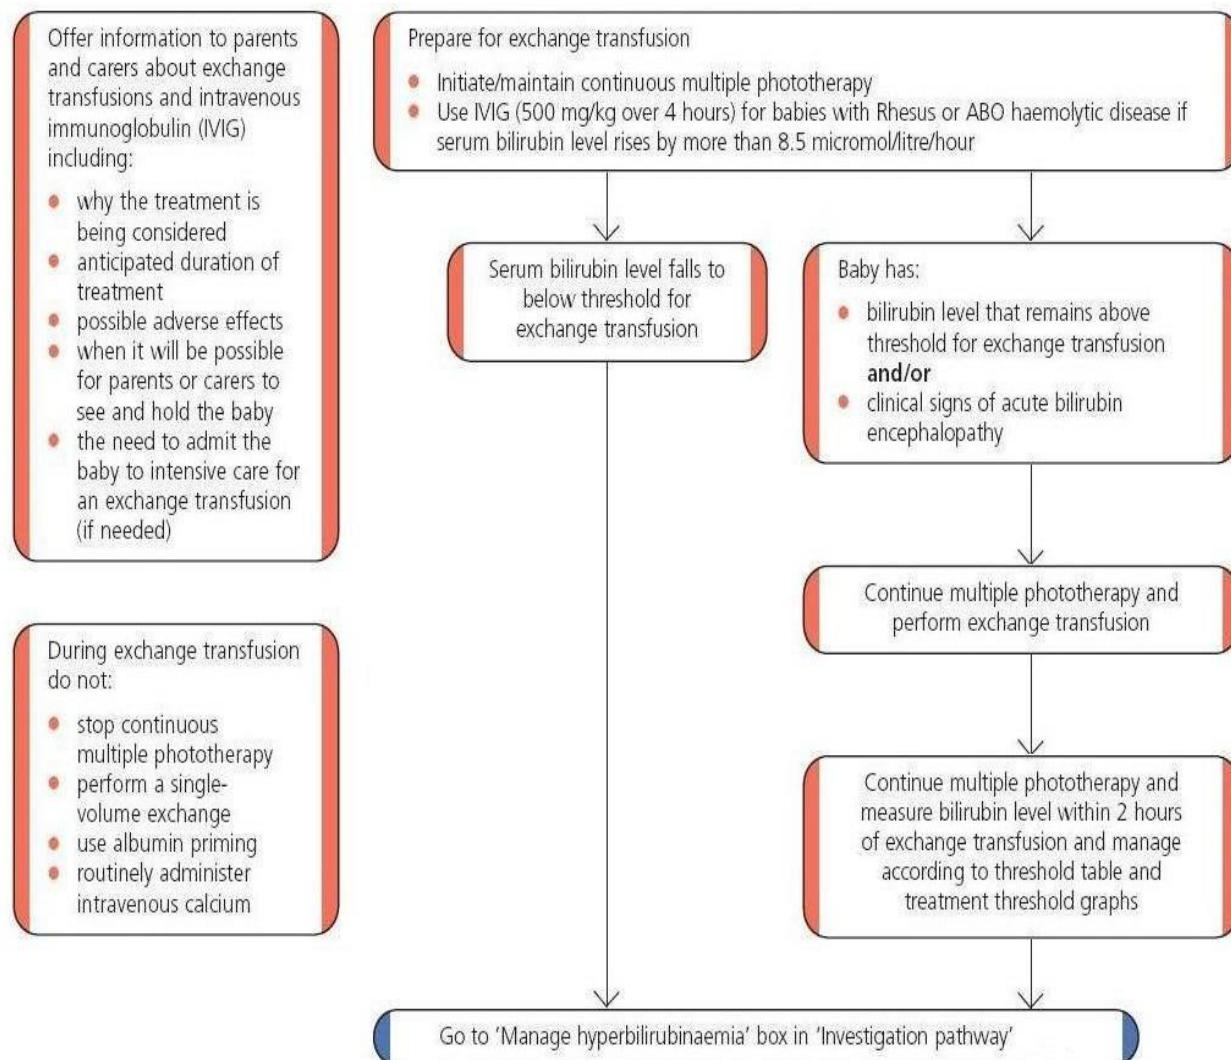 Offer information to parents
and carers about exchange
transfusions and intravenous
immunoglobulin (IVIG)
including:
why the treatment is
being considered
anticipated duration of
treatment
possible adverse effects
when it will be possible
for parents or carers to
see and hold the baby
the need to admit the
baby to intensive care for
an exchange transfusion
(if needed)
During exchange transfusion
do not:
stop continuous
multiple phototherapy
perform a single-
volume exchange
use albumin priming
routinely administer
intravenous calcium
Prepare for exchange transfusion
Initiate/maintain continuous multiple phototherapy
Use IVIG (500 mg/kg over 4 hours) for babies with Rhesus or ABO haemolytic disease if
serum bilirubin level rises by more than 8.5 micromol/litre/hour
Serum bilirubin level falls to
below threshold for
exchange transfusion
Baby has:
bilirubin level that remains above
threshold for exchange transfusion
and/or
clinical signs of acute bilirubin
encephalopathy
Continue multiple phototherapy and
perform exchange transfusion
Continue multiple phototherapy and
measure bilirubin level within 2 hours
of exchange transfusion and manage
according to threshold table and
treatment threshold graphs
Go to 'Manage hyperbilirubinaemia' box in 'Investigation pathway'